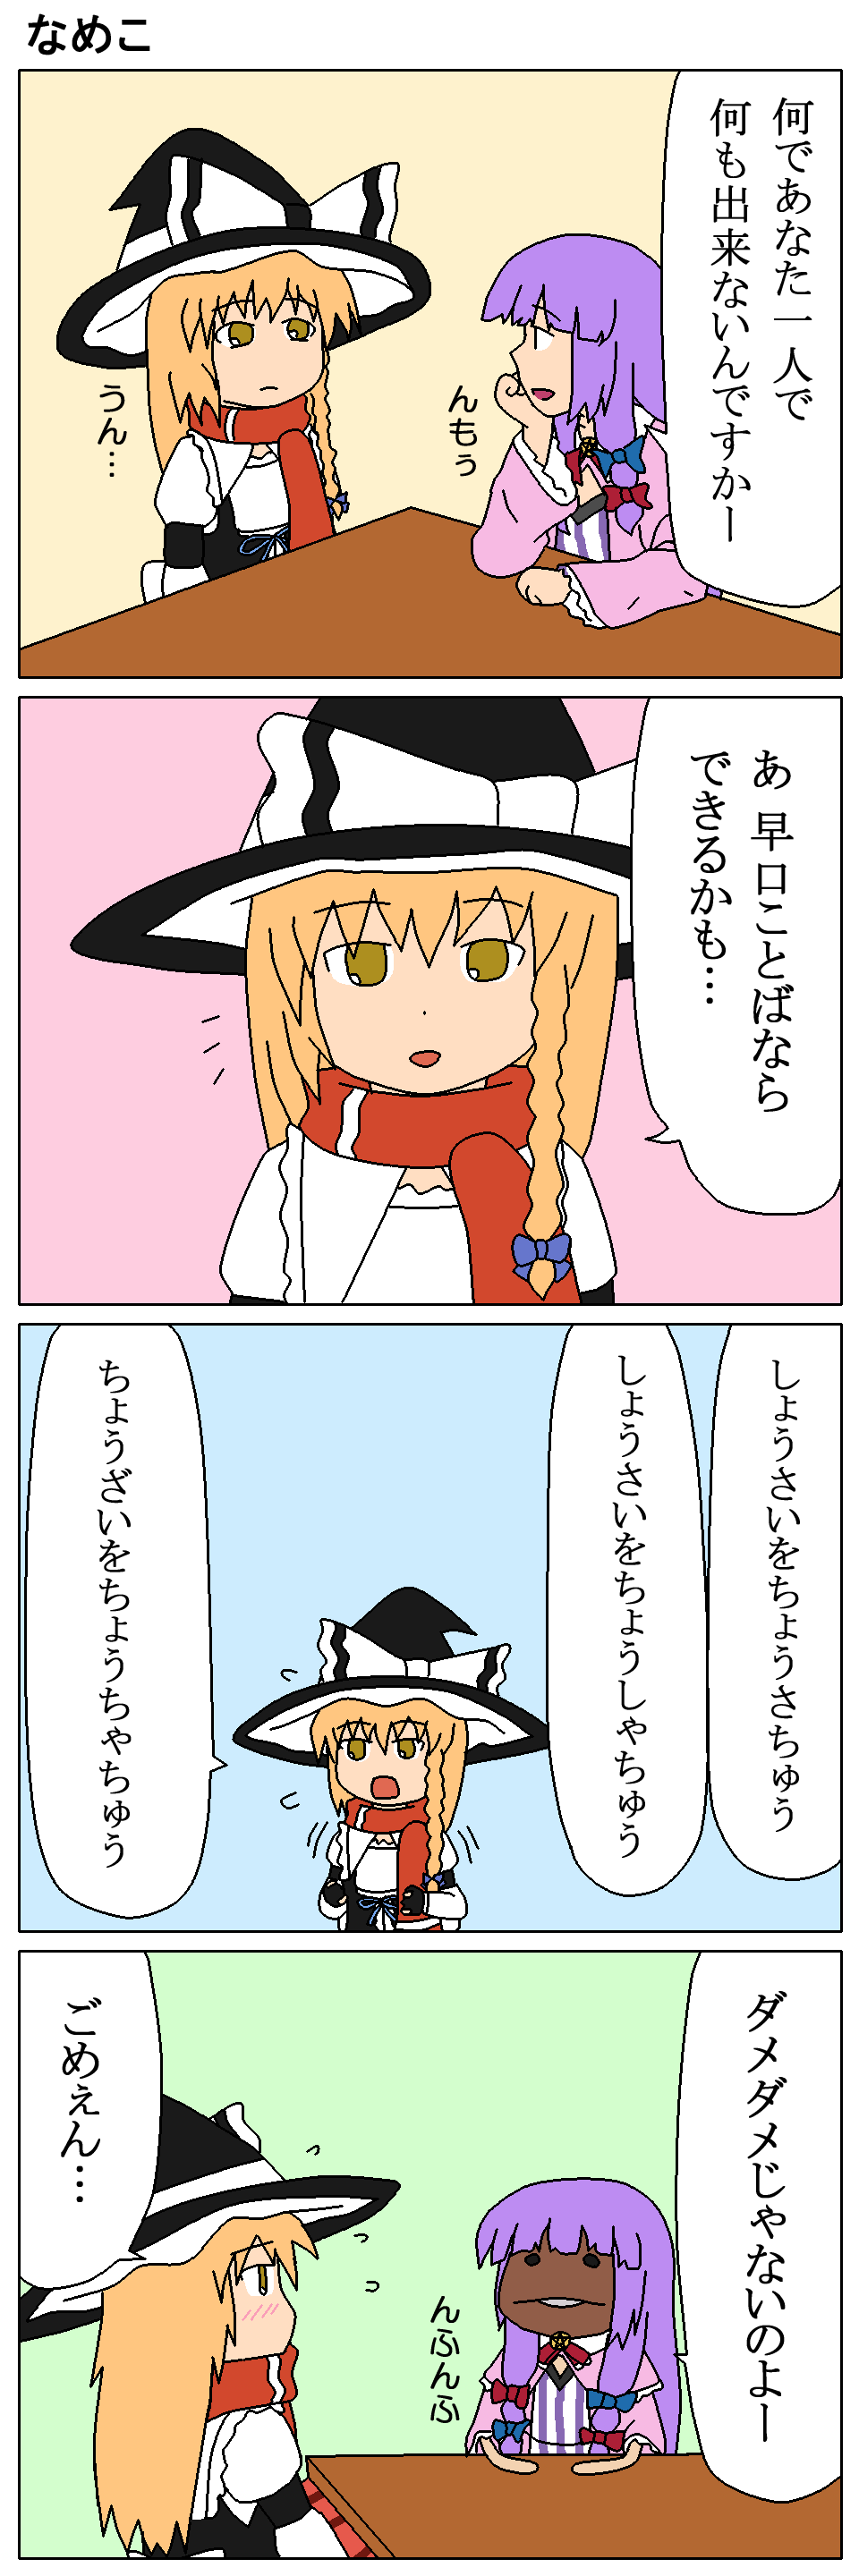 なめこ
何であなた一人で
何も出来ないんですかー
んもぅ
うん…
あ 早口ことばなら
できるかも…
しょうさいをちょうさちゅう
しょうさいをちょうしゃちゅう
ちょうざいをちょうちゃちゅう
ダメダメじゃないのよー
んふんふ
ごめぇん…